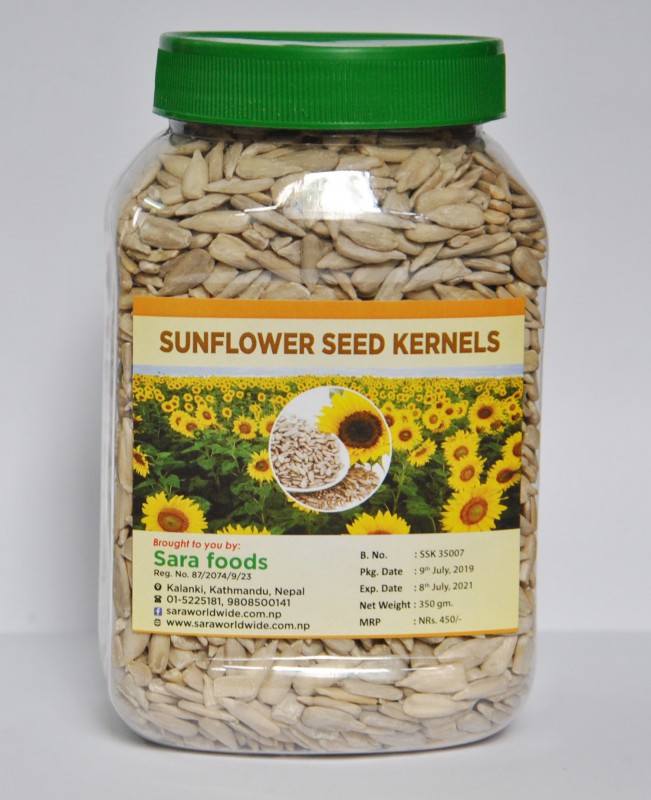 SUNFLOWER SEED KERNELS
Brought to you by:
Sara foods
Reg. No. 87/2074/9/23
Kalanki, Kathmandu, Nepal
01-5225181, 9808500141
saraworldwide.com.np
www.saraworldwide.com.np
B. No. : SSK 35007
Pkg. Date : 9th July, 2019
Exp. Date : 8th July, 2021
Net Weight : 350 gm.
MRP : NRs. 450/-